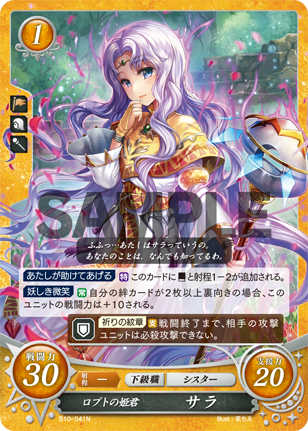 1
SAMPLE
ふふっ…あたしはサラっていうの。
あなたのことは、なんでも知ってるわ。
あたしが助けてあげる 特 このカードに と射程1－2が追加される。
妖しき微笑 常 自分の絆カードが2枚以上裏向きの場合、この
ユニットの戦闘力は＋10される。
祈りの紋章 防 戦闘終了まで、相手の攻撃
ユニットは必殺攻撃できない。
戦闘力
30
射程 － 下級職 シスター
支援力
20
ロプトの姫君 サラ
B10-041N